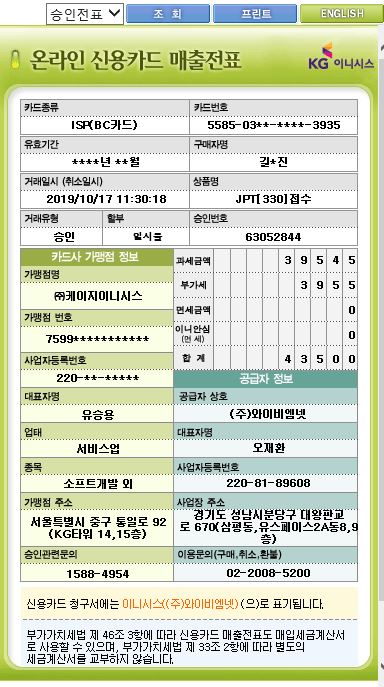 승인전표 조 회 프린트 ENGLISH
온라인 신용카드 매출전표 KG 이니시스
카드종류 카드번호
ISP(BC카드) 5585-03**-****-3935
유효기간 구매자명
****년 **월 길*진
거래일시 (취소일시) 상품명
2019/10/17 11:30:18 JPT[330]접수
거래유형 할부 승인번호
승인 일시불 63052844
카드사 가맹점 정보
가맹점명
㈜케이지이니시스
가맹점 번호
7599***********
사업자등록번호
220-**-*****
대표자명
유승용
업태
서비스업
종목
소프트개발 외
가맹점 주소
서울특별시 중구 통일로 92
(KG타워 14,15층)
승인관련문의
1588-4954
과세금액 3 9 5 4 5
부가세 3 9 5 5
면세금액 0
이니안심
(면 세) 0
합 계 4 3 5 0 0
공급자 정보
공급자 상호
(주)와이비엠넷
대표자명
오재환
사업자등록번호
220-81-89608
사업장 주소
경기도 성남시분당구 대왕판교
로 670(삼평동,유스페이스2A동8,9
층)
이용문의(구매,취소,환불)
02-2008-5200
신용카드 청구서에는 이니시스((주)와이비엠넷) (으)로 표기됩니다.
부가가치세법 제 46조 3항에 따라 신용카드 매출전표도 매입세금계산서
로 사용할 수 있으며, 부가가치세법 제 33조 2항에 따라 별도의
세금계산서를 교부하지 않습니다.